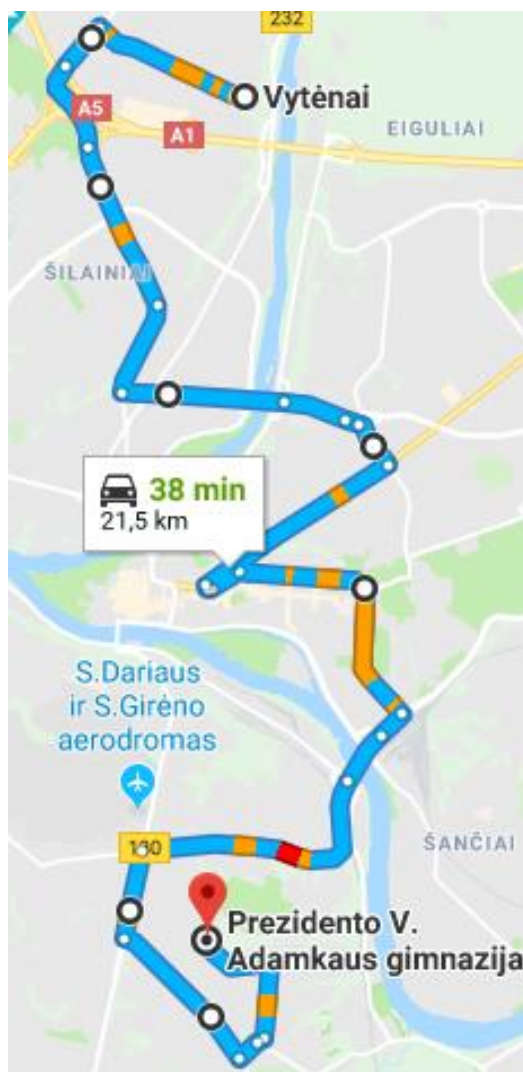 232
Vytėnai
A5
A1
EIGULIAI
ŠILAINIAI
38 min
21,5 km
S.Dariaus
ir S.Girėno
aerodromas
130
ŠANČIAI
Prezidento V.
Adamkaus gimnazija